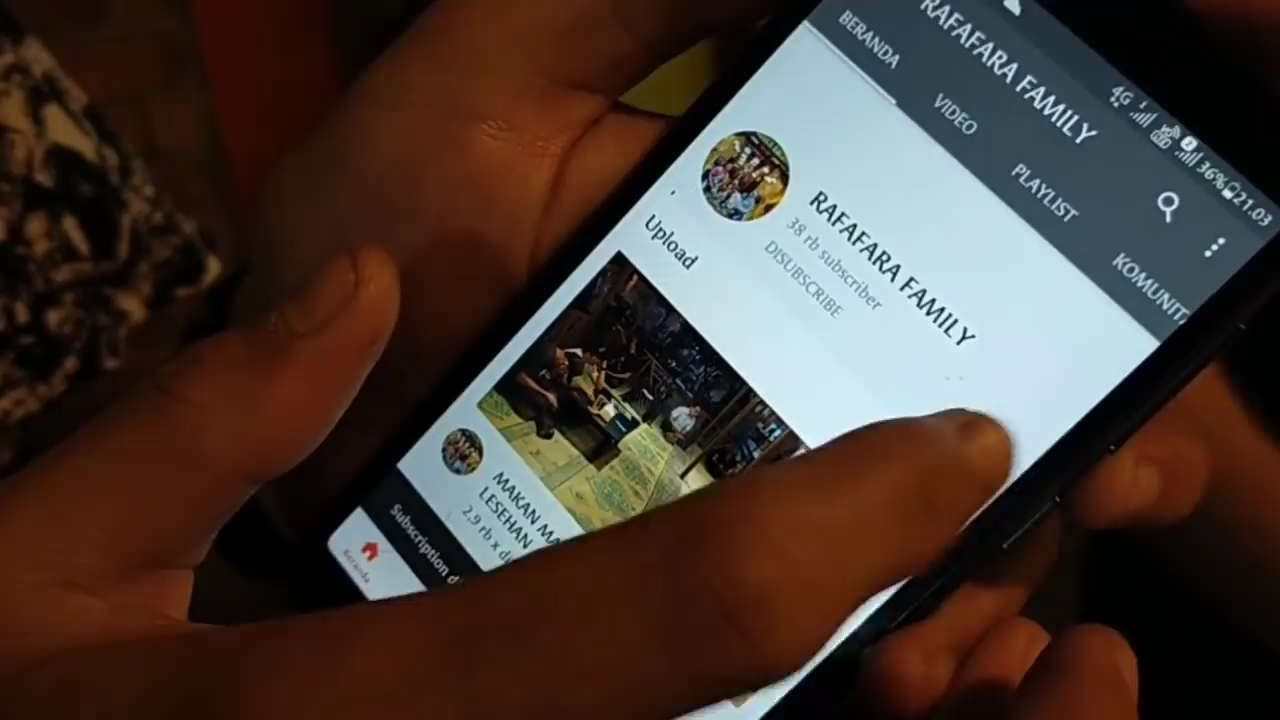 4G 36% 21.03
RAFAFARA FAMILY
BERANDA VIDEO PLAYLIST KOMUNIT
RAFAFARA FAMILY
38 rb subscriber
DISUBSCRIBE
Upload
MAKAN
LESEHAN
2,9 rb x
Subscription
Beranda